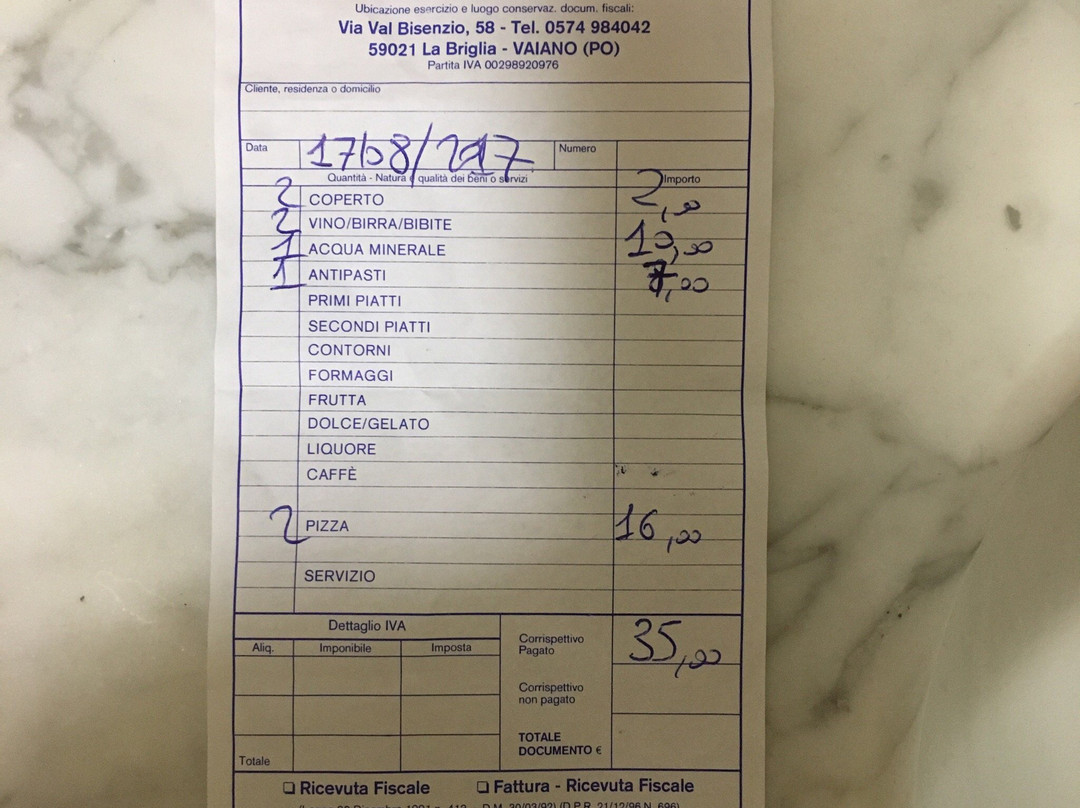 Ubicazione esercizio e luogo conservaz. docum. fiscali:
Via Val Bisenzio, 58 - Tel. 0574 984042
59021 La Briglia - VAIANO (PO)
Partita IVA 00298920976
Cliente, residenza o domicilio
Data 17/08/2017 Numero
Quantità - Natura e qualità dei beni o servizi Importo
2 COPERTO 2,00
2 VINO/BIRRA/BIBITE
1 ACQUA MINERALE 10,00
1 ANTIPASTI 7,00
PRIMI PIATTI
SECONDI PIATTI
CONTORNI
FORMAGGI
FRUTTA
DOLCE/GELATO
LIQUORE
CAFFÈ
2 PIZZA 16,00
SERVIZIO
Dettaglio IVA
Corrispettivo Pagato 35,00
Aliq. Imponibile Imposta
Corrispettivo non pagato
TOTALE
Totale DOCUMENTO €
❏ Ricevuta Fiscale ❏ Fattura - Ricevuta Fiscale